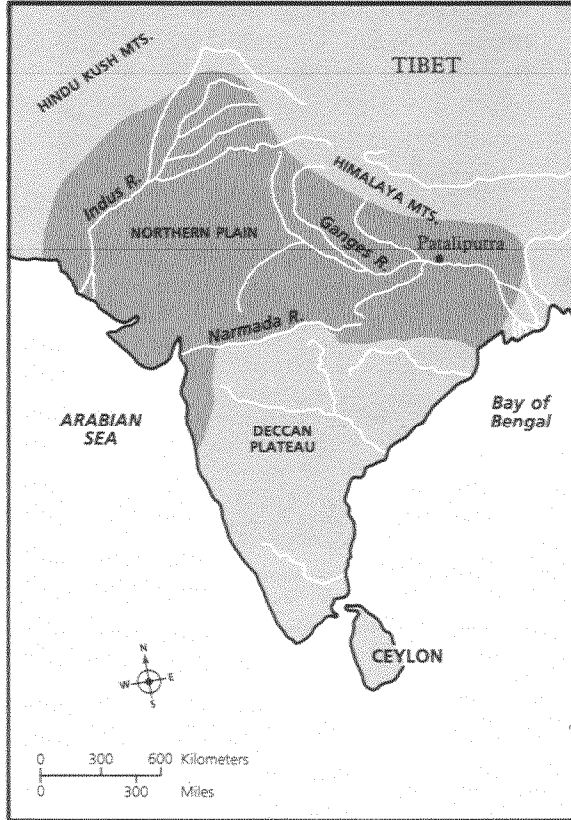 HINDU KUSH MTS.
TIBET
HIMALAYA MTS.
Indus R.
NORTHERN PLAIN
Ganges R.
Pataliputra
Narmada R.
ARABIAN
SEA
DECCAN
PLATEAU
Bay of
Bengal
CEYLON
N
W E
S
0 300 600 Kilometers
0 300 Miles